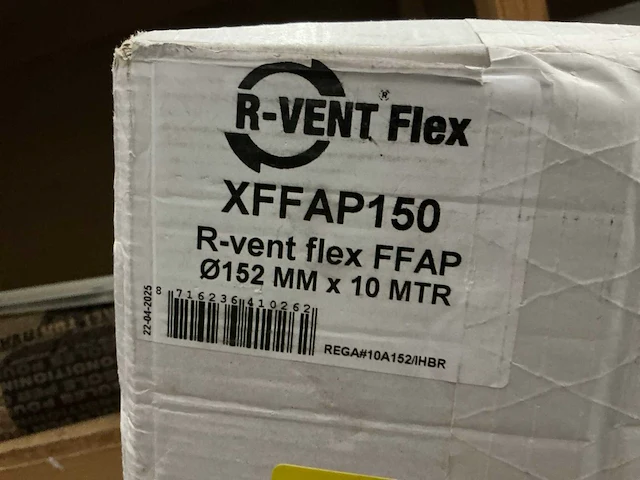 R-VENT® Flex
XFFAP150
R-vent flex FFAP
Ø152 MM x 10 MTR
22-04-2025
8 716236 410262
REGA#10A152/IHBR